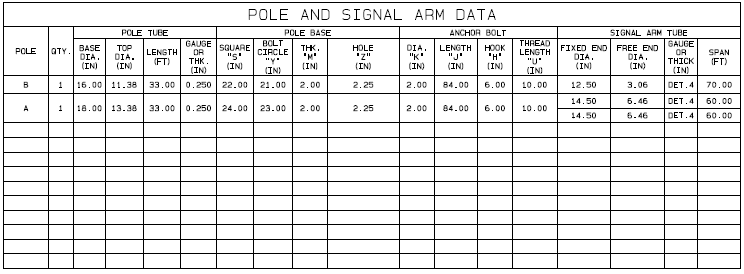 POLE AND SIGNAL ARM DATA
POLE TUBE POLE BASE ANCHOR BOLT SIGNAL ARM TUBE
POLE QTY. BASE DIA. (IN) TOP DIA. (IN) LENGTH (FT) GAUGE OR THK. (IN) SQUARE "S" (IN) BOLT CIRCLE "Y" (IN) THK. "M" (IN) HOLE "Z" (IN) DIA. "K" (IN) LENGTH "J" (IN) HOOK "H" (IN) THREAD LENGTH "U" (IN) FIXED END DIA. (IN) FREE END DIA. (IN) GAUGE OR THICK (IN) SPAN (FT)
B 1 16.00 11.38 33.00 0.250 22.00 21.00 2.00 2.25 2.00 84.00 6.00 10.00 12.50 3.06 DET.4 70.00
A 1 18.00 13.38 33.00 0.250 24.00 23.00 2.00 2.25 2.00 84.00 6.00 10.00 14.50 6.46 DET.4 60.00
14.50 6.46 DET.4 60.00